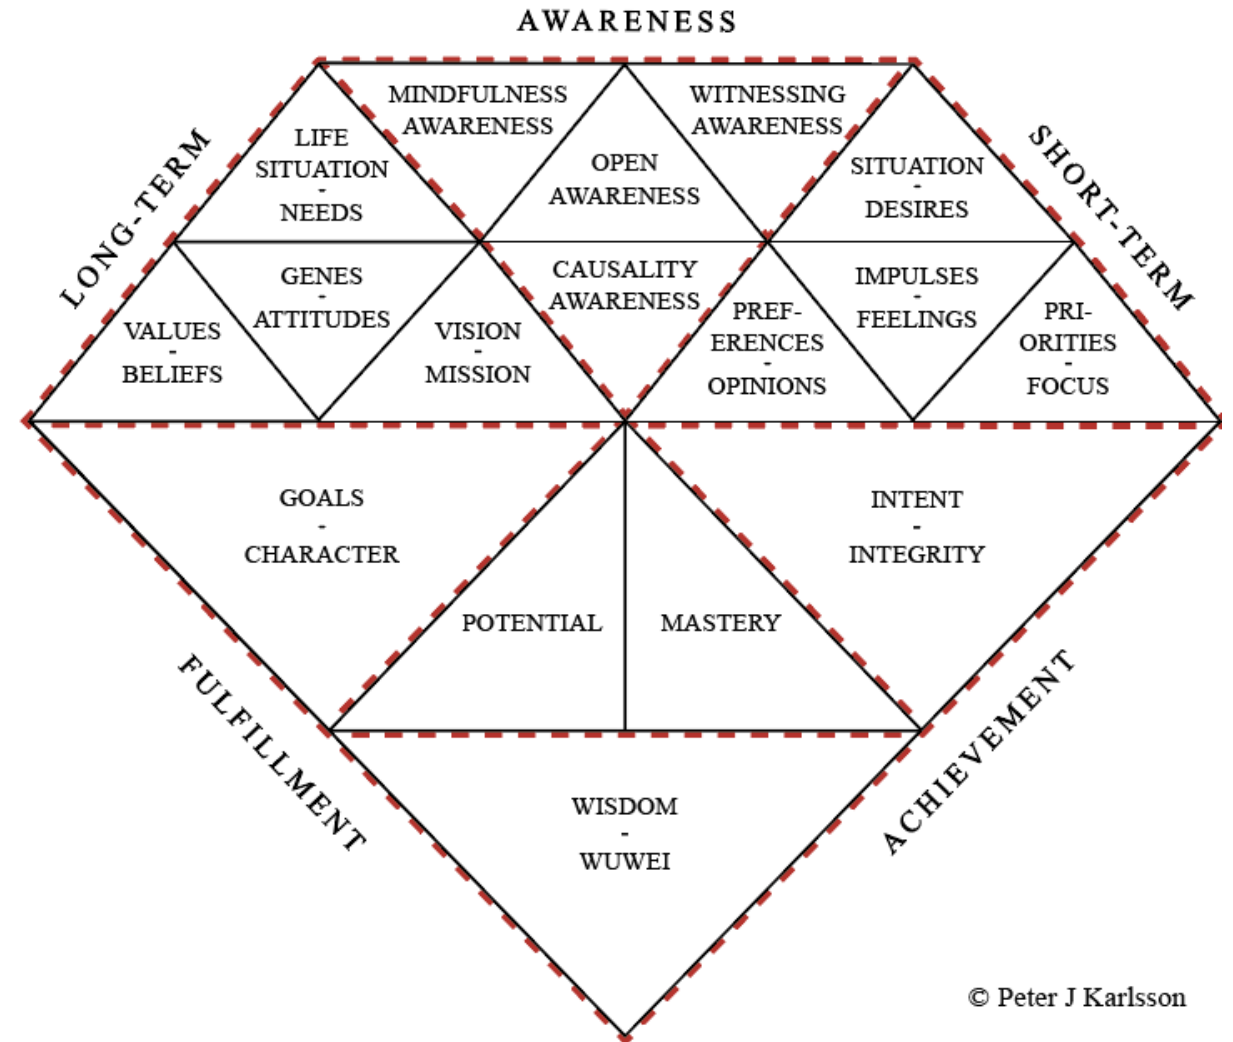 AWARENESS
LONG-TERM
SHORT-TERM
MINDFULNESS
AWARENESS
WITNESSING
AWARENESS
LIFE
SITUATION
-
NEEDS
OPEN
AWARENESS
SITUATION
-
DESIRES
VALUES
-
BELIEFS
GENES
-
ATTITUDES
VISION
-
MISSION
CAUSALITY
AWARENESS
PREF-
ERENCES
-
OPINIONS
IMPULSES
-
FEELINGS
PRI-
ORITIES
-
FOCUS
GOALS
-
CHARACTER
INTENT
-
INTEGRITY
POTENTIAL
MASTERY
FULFILLMENT
ACHIEVEMENT
WISDOM
-
WUWEI
© Peter J Karlsson